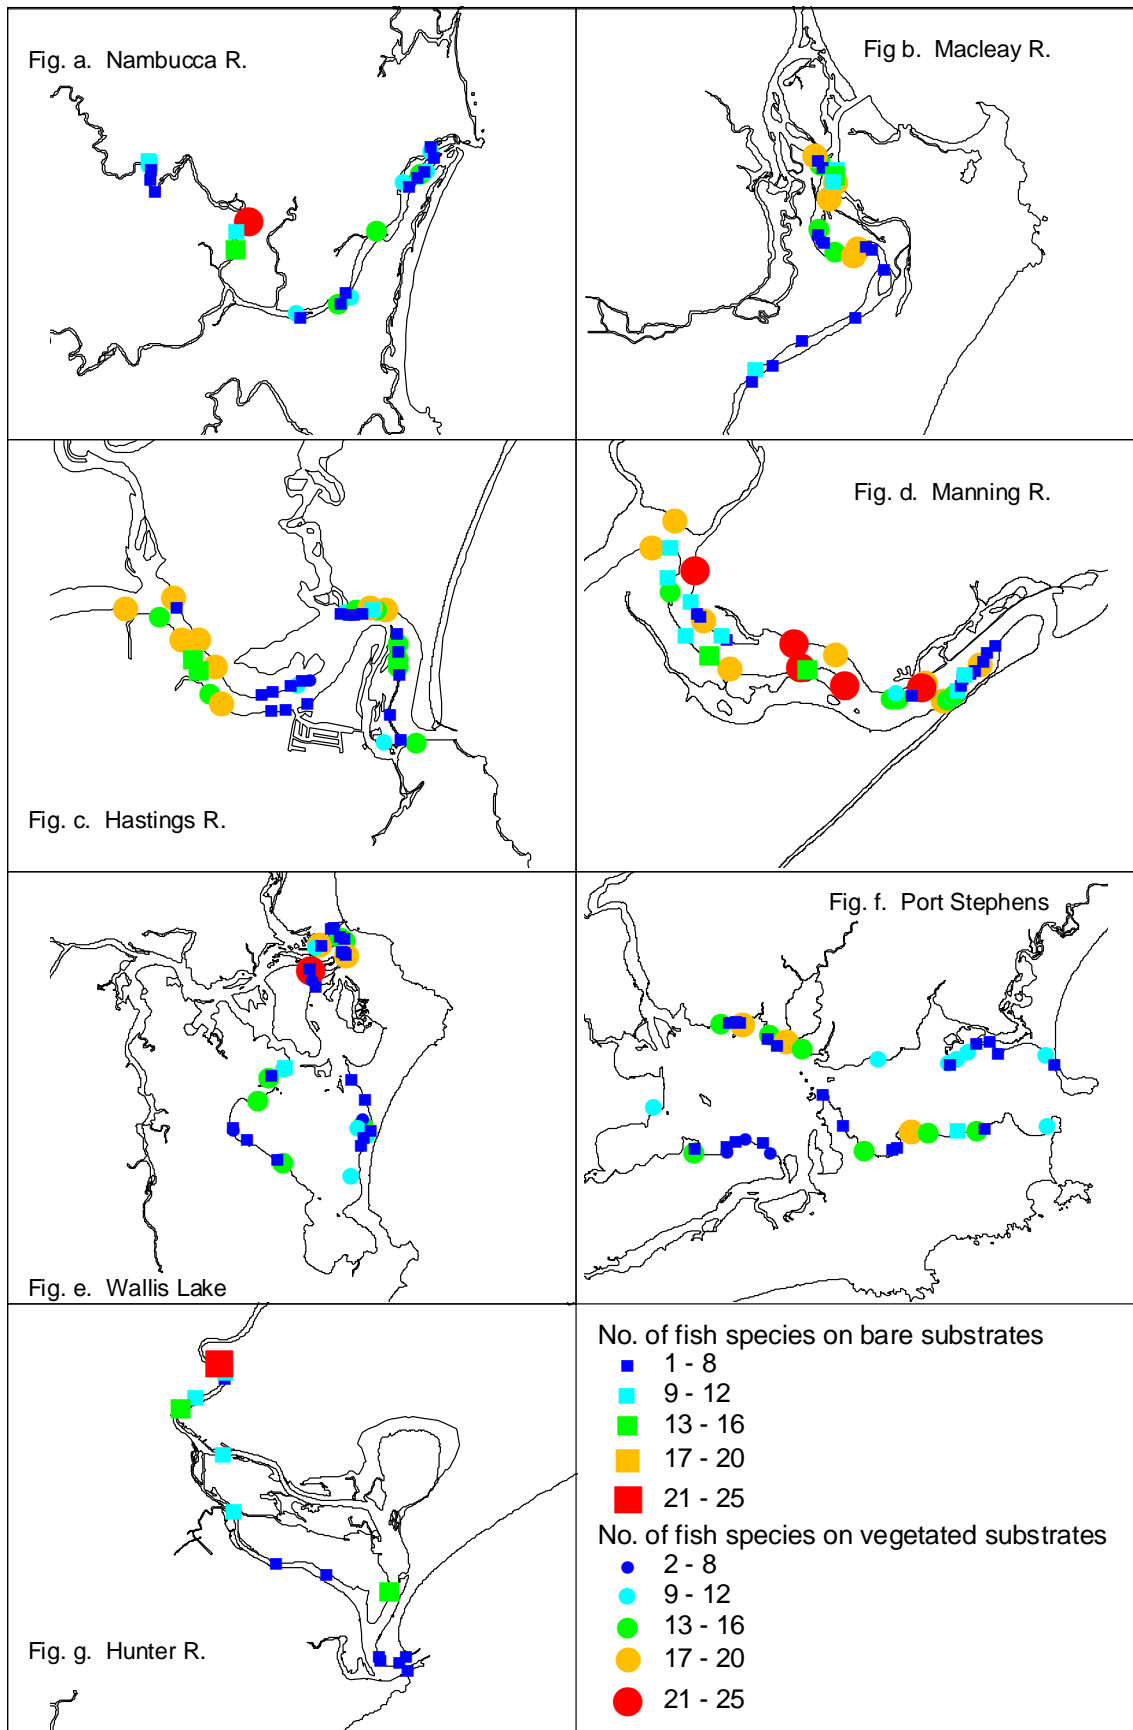 Fig. a.  Nambucca R.
Fig b.  Macleay R.
Fig. c.  Hastings R.
Fig. d.  Manning R.
Fig. e.  Wallis Lake
Fig. f.  Port Stephens
Fig. g.  Hunter R.
No. of fish species on bare substrates
1 - 8
9 - 12
13 - 16
17 - 20
21 - 25
No. of fish species on vegetated substrates
2 - 8
9 - 12
13 - 16
17 - 20
21 - 25